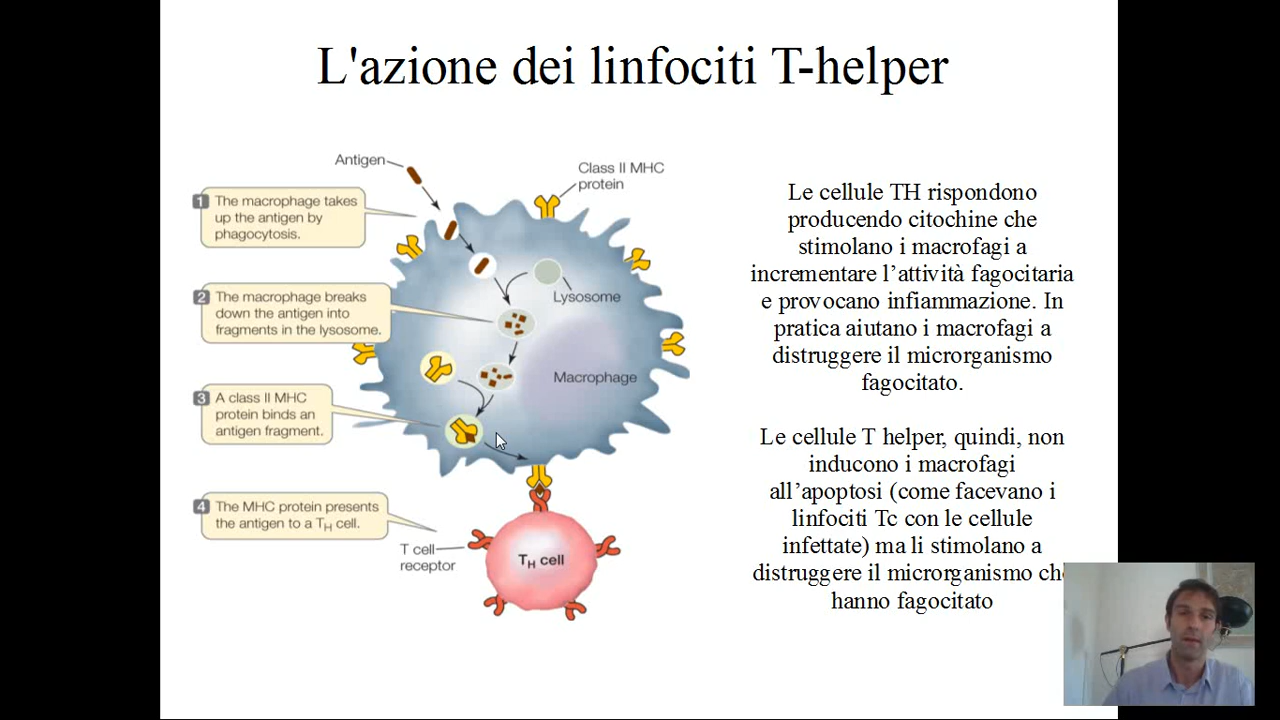 L'azione dei linfociti T-helper
Antigen
Class II MHC
protein
1 The macrophage takes
up the antigen by
phagocytosis.
2 The macrophage breaks
down the antigen into
fragments in the lysosome.
Lysosome
Macrophage
3 A class II MHC
protein binds an
antigen fragment.
4 The MHC protein presents
the antigen to a TH cell.
T cell
receptor
TH cell
Le cellule TH rispondono
producendo citochine che
stimolano i macrofagi a
incrementare l’attività fagocitaria
e provocano infiammazione. In
pratica aiutano i macrofagi a
distruggere il microrganismo
fagocitato.
Le cellule T helper, quindi, non
inducono i macrofagi
all’apoptosi (come facevano i
linfociti Tc con le cellule
infettate) ma li stimolano a
distruggere il microrganismo che
hanno fagocitato